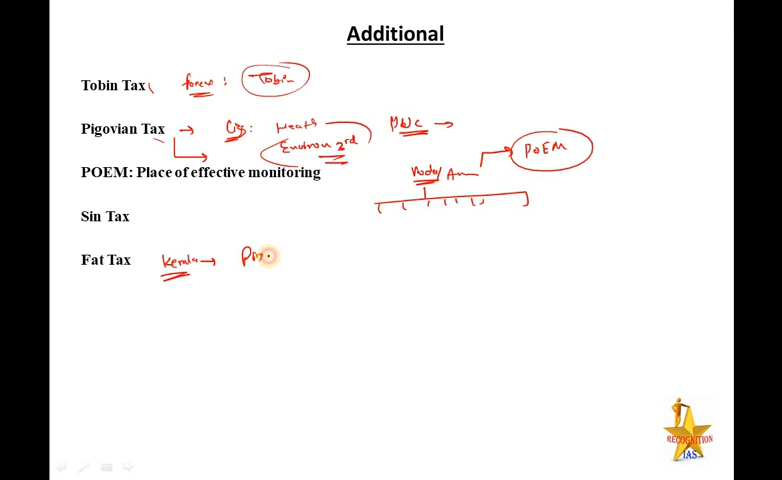 Additional
Tobin Tax forex : Tobin
Pigovian Tax → Cig: Health MNC →
Environ 2nd POEM
POEM: Place of effective monitoring
Sin Tax
Fat Tax Kerala →
RECOGNITION
IAS